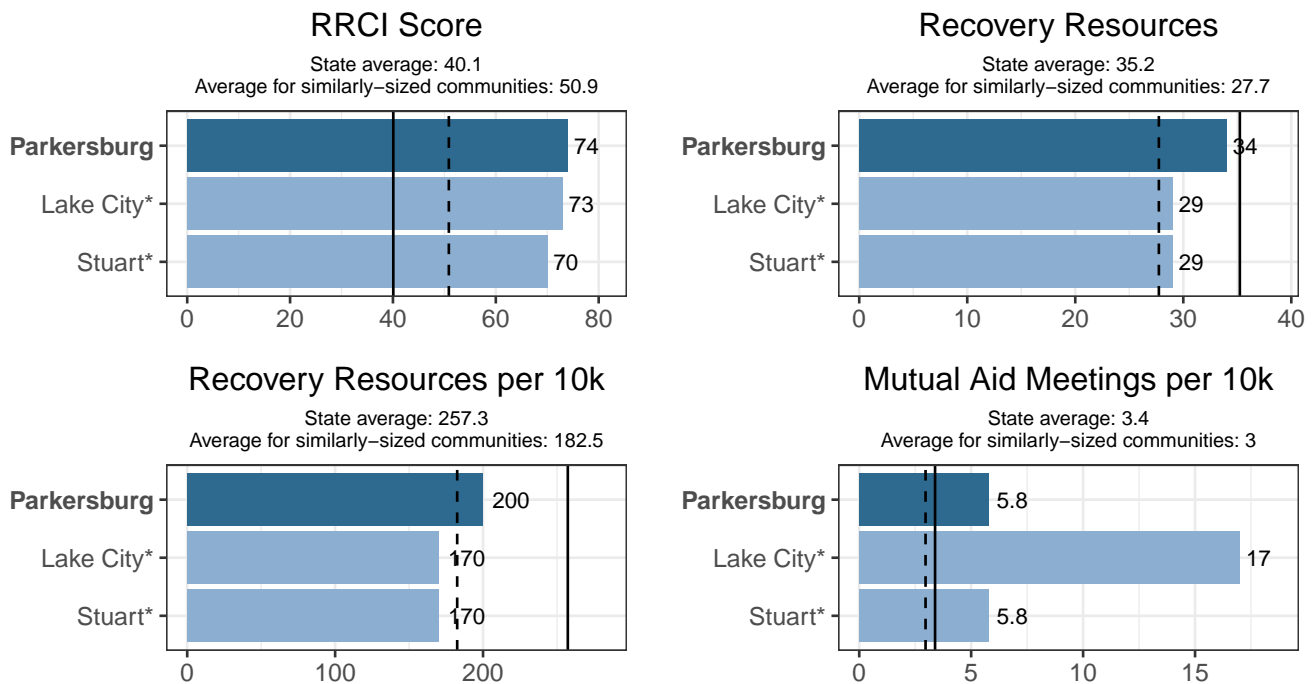 RRCI Score
State average: 40.1
Average for similarly−sized communities: 50.9
Parkersburg
74
Lake City*
73
Stuart*
70
0 20 40 60 80
Recovery Resources
State average: 35.2
Average for similarly−sized communities: 27.7
Parkersburg
34
Lake City*
29
Stuart*
29
0 10 20 30 40
Recovery Resources per 10k
State average: 257.3
Average for similarly−sized communities: 182.5
Parkersburg
200
Lake City*
170
Stuart*
170
0 100 200
Mutual Aid Meetings per 10k
State average: 3.4
Average for similarly−sized communities: 3
Parkersburg
5.8
Lake City*
17
Stuart*
5.8
0 5 10 15